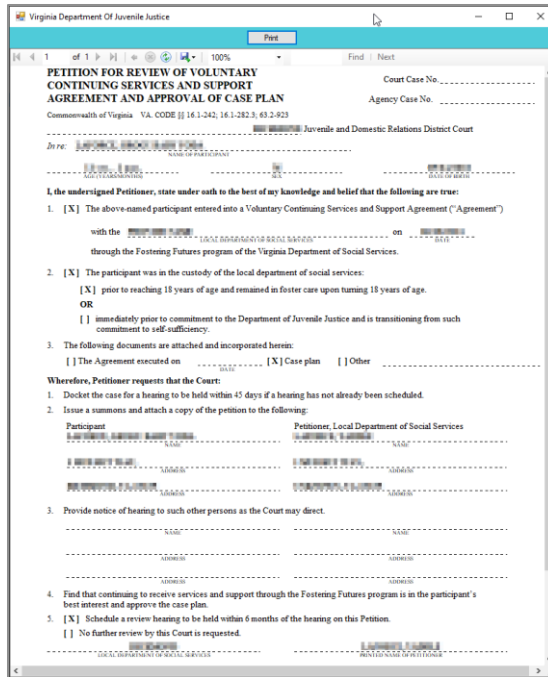 Virginia Department Of Juvenile Justice
Print
1 of 1 100% Find | Next
PETITION FOR REVIEW OF VOLUNTARY
CONTINUING SERVICES AND SUPPORT
AGREEMENT AND APPROVAL OF CASE PLAN
Court Case No.
Agency Case No.
Commonwealth of Virginia VA. CODE §§ 16.1-242; 16.1-282.3; 63.2-923
Juvenile and Domestic Relations District Court
In re:
NAME OF PARTICIPANT
AGE (YEARS/MONTHS) SEX DATE OF BIRTH
I, the undersigned Petitioner, state under oath to the best of my knowledge and belief that the following are true:
1. [X] The above-named participant entered into a Voluntary Continuing Services and Support Agreement ("Agreement")
with the on
LOCAL DEPARTMENT OF SOCIAL SERVICES DATE
through the Fostering Futures program of the Virginia Department of Social Services.
2. [X] The participant was in the custody of the local department of social services:
[X] prior to reaching 18 years of age and remained in foster care upon turning 18 years of age.
OR
[ ] immediately prior to commitment to the Department of Juvenile Justice and is transitioning from such
commitment to self-sufficiency.
3. The following documents are attached and incorporated herein:
[ ] The Agreement executed on [X] Case plan [ ] Other
DATE
Wherefore, Petitioner requests that the Court:
1. Docket the case for a hearing to be held within 45 days if a hearing has not already been scheduled.
2. Issue a summons and attach a copy of the petition to the following:
Participant Petitioner, Local Department of Social Services
NAME NAME
ADDRESS ADDRESS
ADDRESS ADDRESS
3. Provide notice of hearing to such other persons as the Court may direct.
NAME NAME
ADDRESS ADDRESS
ADDRESS ADDRESS
4. Find that continuing to receive services and support through the Fostering Futures program is in the participant's
best interest and approve the case plan.
5. [X] Schedule a review hearing to be held within 6 months of the hearing on this Petition.
[ ] No further review by this Court is requested.
LOCAL DEPARTMENT OF SOCIAL SERVICES PRINTED NAME OF PETITIONER